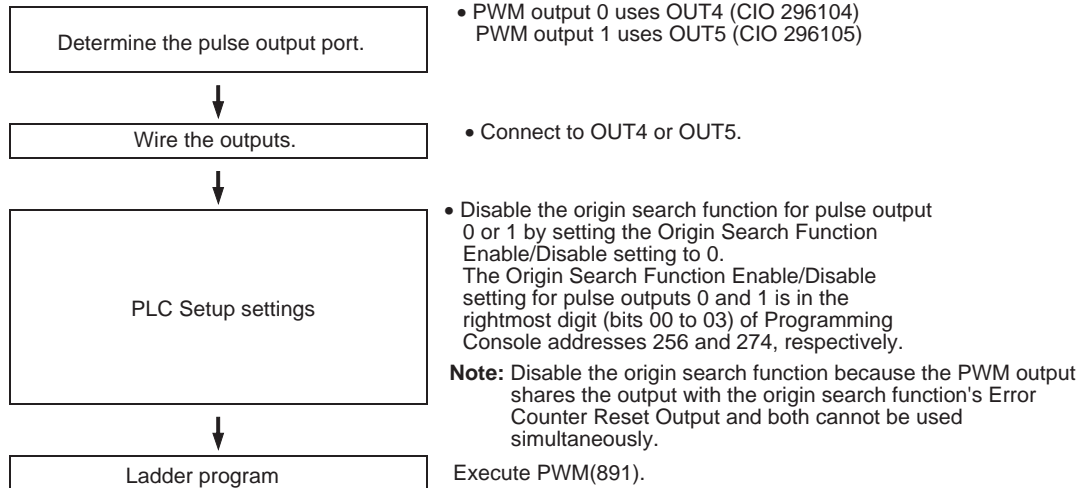 Determine the pulse output port.
• PWM output 0 uses OUT4 (CIO 296104)
PWM output 1 uses OUT5 (CIO 296105)
Wire the outputs.
• Connect to OUT4 or OUT5.
PLC Setup settings
• Disable the origin search function for pulse output
0 or 1 by setting the Origin Search Function
Enable/Disable setting to 0.
The Origin Search Function Enable/Disable
setting for pulse outputs 0 and 1 is in the
rightmost digit (bits 00 to 03) of Programming
Console addresses 256 and 274, respectively.
Note: Disable the origin search function because the PWM output
shares the output with the origin search function's Error
Counter Reset Output and both cannot be used
simultaneously.
Ladder program
Execute PWM(891).